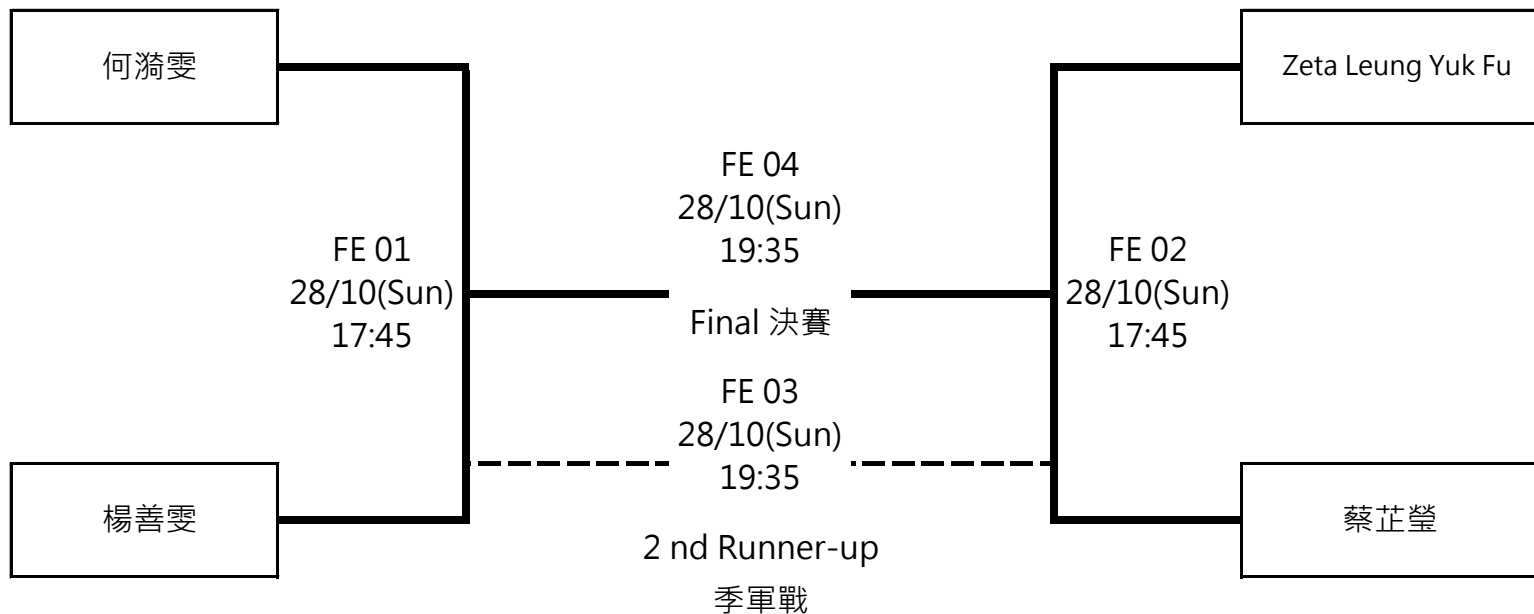 何漪雯
Zeta Leung Yuk Fu
FE 04
28/10(Sun)
19:35
FE 01
28/10(Sun)
17:45
FE 02
28/10(Sun)
17:45
Final 決賽
FE 03
28/10(Sun)
19:35
楊善雯
蔡芷瑩
2 nd Runner-up
季軍戰